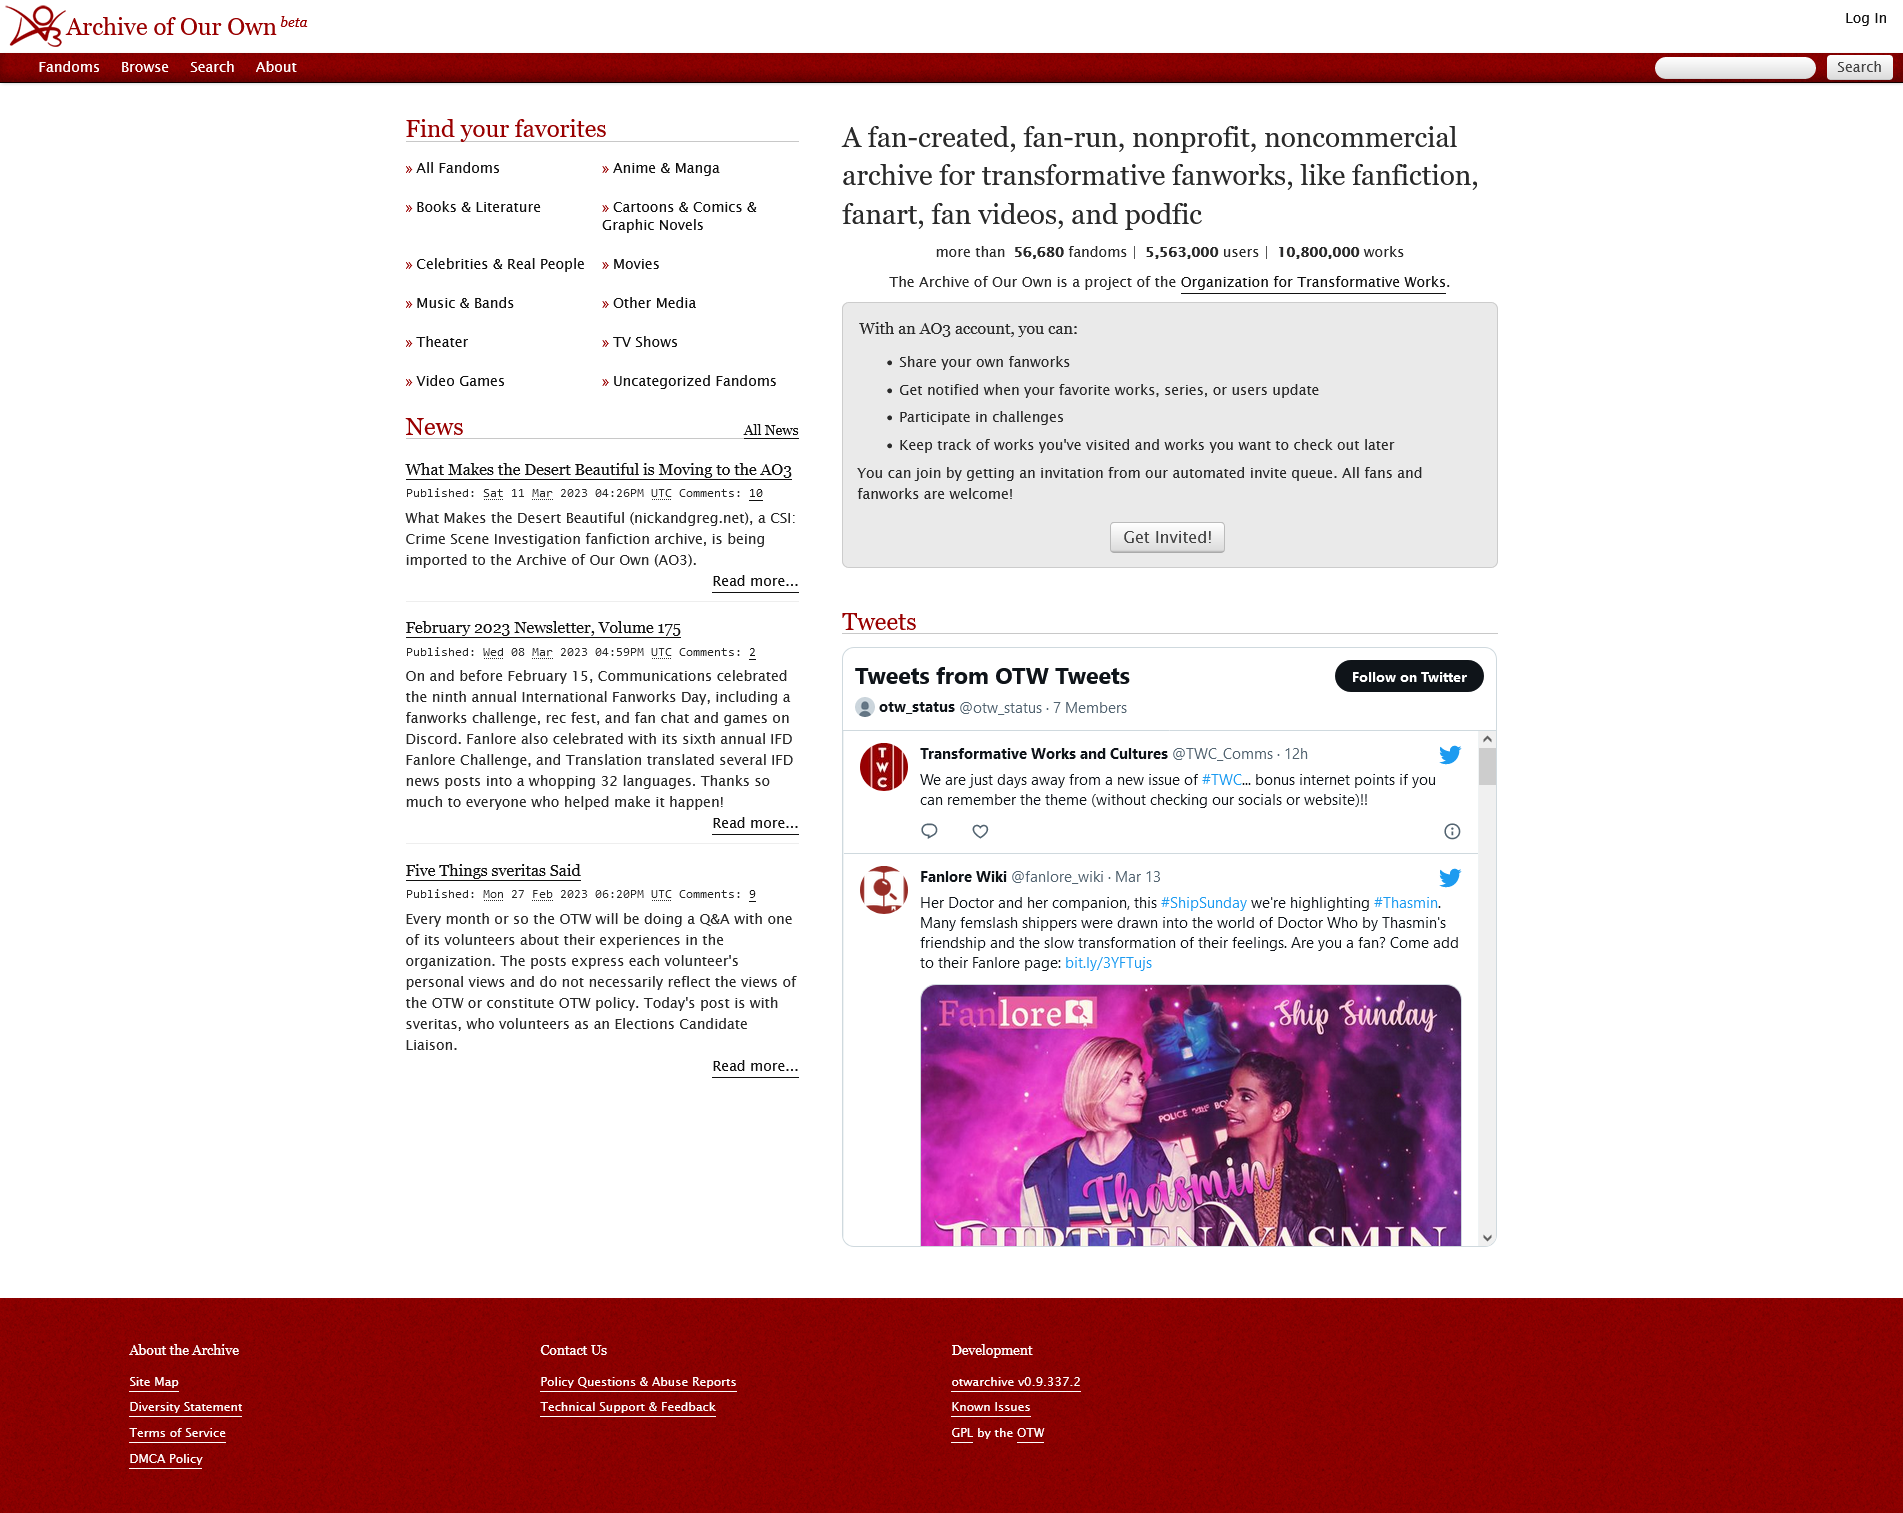 Archive of Our Own beta
Log In
Fandoms Browse Search About
Search
Find your favorites
» All Fandoms
» Anime & Manga
» Books & Literature
» Cartoons & Comics &
Graphic Novels
» Celebrities & Real People
» Movies
» Music & Bands
» Other Media
» Theater
» TV Shows
» Video Games
» Uncategorized Fandoms
News
All News
What Makes the Desert Beautiful is Moving to the AO3
Published: Sat 11 Mar 2023 04:26PM UTC Comments: 10
What Makes the Desert Beautiful (nickandgreg.net), a CSI:
Crime Scene Investigation fanfiction archive, is being
imported to the Archive of Our Own (AO3).
Read more...
February 2023 Newsletter, Volume 175
Published: Wed 08 Mar 2023 04:59PM UTC Comments: 2
On and before February 15, Communications celebrated
the ninth annual International Fanworks Day, including a
fanworks challenge, rec fest, and fan chat and games on
Discord. Fanlore also celebrated with its sixth annual IFD
Fanlore Challenge, and Translation translated several IFD
news posts into a whopping 32 languages. Thanks so
much to everyone who helped make it happen!
Read more...
Five Things sveritas Said
Published: Mon 27 Feb 2023 06:20PM UTC Comments: 9
Every month or so the OTW will be doing a Q&A with one
of its volunteers about their experiences in the
organization. The posts express each volunteer's
personal views and do not necessarily reflect the views of
the OTW or constitute OTW policy. Today's post is with
sveritas, who volunteers as an Elections Candidate
Liaison.
Read more...
A fan-created, fan-run, nonprofit, noncommercial
archive for transformative fanworks, like fanfiction,
fanart, fan videos, and podfic
more than 56,680 fandoms | 5,563,000 users | 10,800,000 works
The Archive of Our Own is a project of the Organization for Transformative Works.
With an AO3 account, you can:
• Share your own fanworks
• Get notified when your favorite works, series, or users update
• Participate in challenges
• Keep track of works you've visited and works you want to check out later
You can join by getting an invitation from our automated invite queue. All fans and
fanworks are welcome!
Get Invited!
Tweets
Tweets from OTW Tweets
Follow on Twitter
otw_status @otw_status · 7 Members
TWC
Transformative Works and Cultures @TWC_Comms · 12h
We are just days away from a new issue of #TWC... bonus internet points if you
can remember the theme (without checking our socials or website)!!
Fanlore Wiki @fanlore_wiki · Mar 13
Her Doctor and her companion, this #ShipSunday we're highlighting #Thasmin.
Many femslash shippers were drawn into the world of Doctor Who by Thasmin's
friendship and the slow transformation of their feelings. Are you a fan? Come add
to their Fanlore page: bit.ly/3YFTujs
Fanlore
Ship Sunday
POLICE BOX
Thasmin
THIRTEEN YASMIN
About the Archive
Site Map
Diversity Statement
Terms of Service
DMCA Policy
Contact Us
Policy Questions & Abuse Reports
Technical Support & Feedback
Development
otwarchive v0.9.337.2
Known Issues
GPL by the OTW